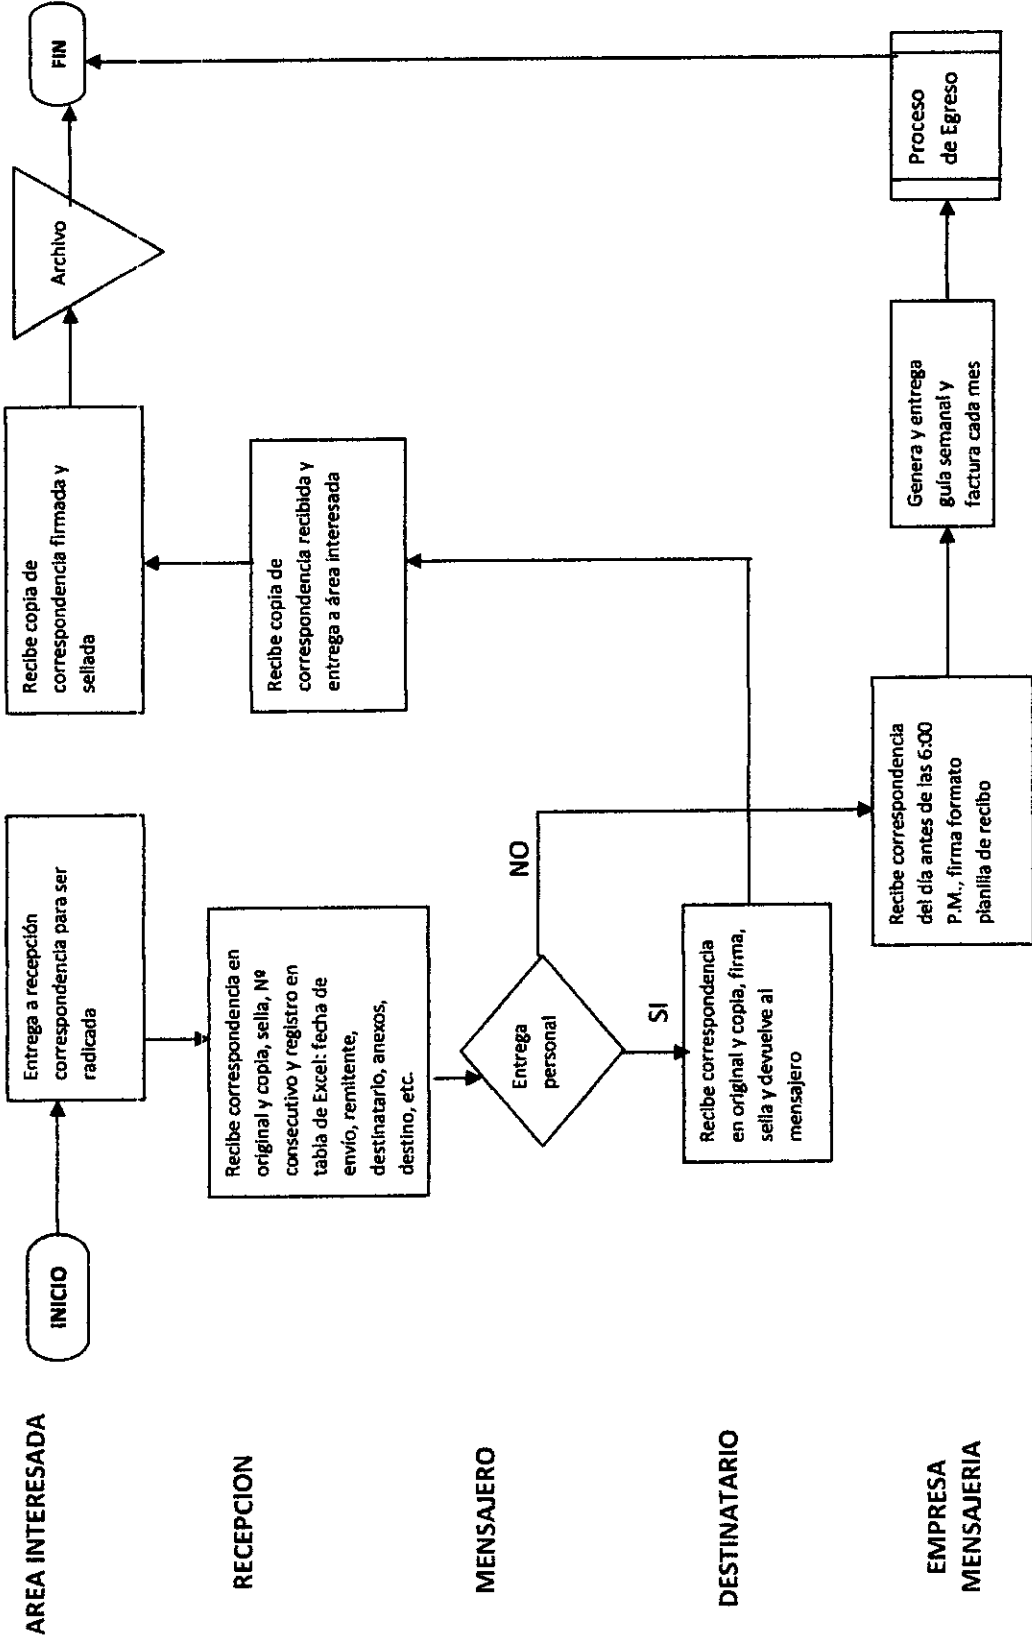 AREA INTERESADA
INICIO
Entrega a recepción
correspondencia para ser
radicada
Recibe copia de
correspondencia firmada y
sellada
Archivo
FIN
RECEPCION
Recibe correspondencia en
original y copia, sella, Nº
consecutivo y registro en
tabla de Excel: fecha de
envío, remitente,
destinatario, anexos,
destino, etc.
Recibe copia de
correspondencia recibida y
entrega a área interesada
MENSAJERO
Entrega
personal
NO
SI
DESTINATARIO
Recibe correspondencia
en original y copia, firma,
sella y devuelve al
mensajero
EMPRESA
MENSAJERIA
Recibe correspondencia
del día antes de las 6:00
P.M., firma formato
planilla de recibo
Genera y entrega
guía semanal y
factura cada mes
Proceso
de Egreso